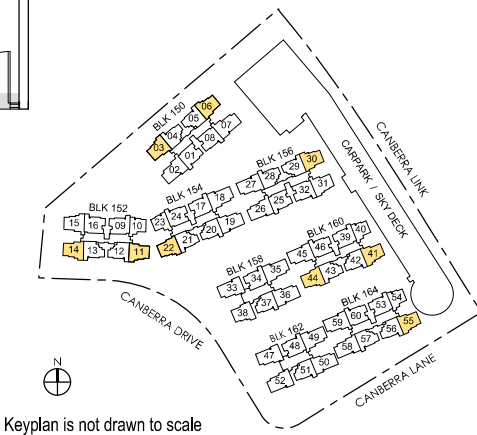 BLK 150
03 04 05 06
02 01 08 07
BLK 156
27 28 29 30
26 25 32 31
BLK 154
23 24 17 18
22 21 20 19
BLK 152
15 16 09 10
14 13 12 11
BLK 160
45 46 39 40
44 43 42 41
BLK 158
33 34 35
38 37 36
BLK 164
59 60 53 54
58 57 56 55
BLK 162
47 48 49
52 51 50
CARPARK / SKY DECK
CANBERRA LINK
CANBERRA DRIVE
CANBERRA LANE
N
Keyplan is not drawn to scale